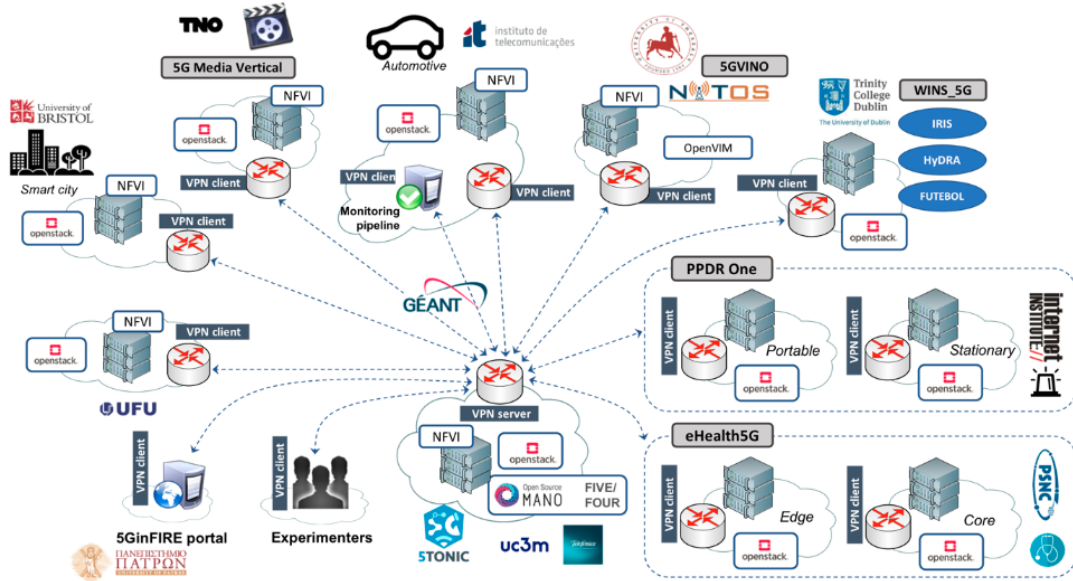 TNO
5G Media Vertical
NFVI
openstack.
VPN client
Automotive
instituto de
telecomunicações
NFVI
openstack.
VPN client
Monitoring
pipeline
VPN client
5GVINO
NITOS
NFVI
OpenVIM
VPN client
Trinity
College
Dublin
The University of Dublin
WINS_5G
IRIS
HyDRA
FUTEBOL
VPN client
openstack.
University of
BRISTOL
Smart city
NFVI
openstack.
VPN client
GÉANT
NFVI
openstack.
VPN client
UFU
PPDR One
VPN client
Portable
openstack.
VPN client
Stationary
openstack.
internet
INSTITUTE//
VPN server
NFVI
openstack.
Open Source
MANO
FIVE/
FOUR
5TONIC
uc3m
Telefónica
VPN client
5GinFIRE portal
ΠΑΝΕΠΙΣΤΗΜΙΟ
ΠΑΤΡΩΝ
UNIVERSITY OF PATRAS
VPN client
Experimenters
eHealth5G
VPN client
Edge
openstack.
VPN client
Core
openstack.
PSNC